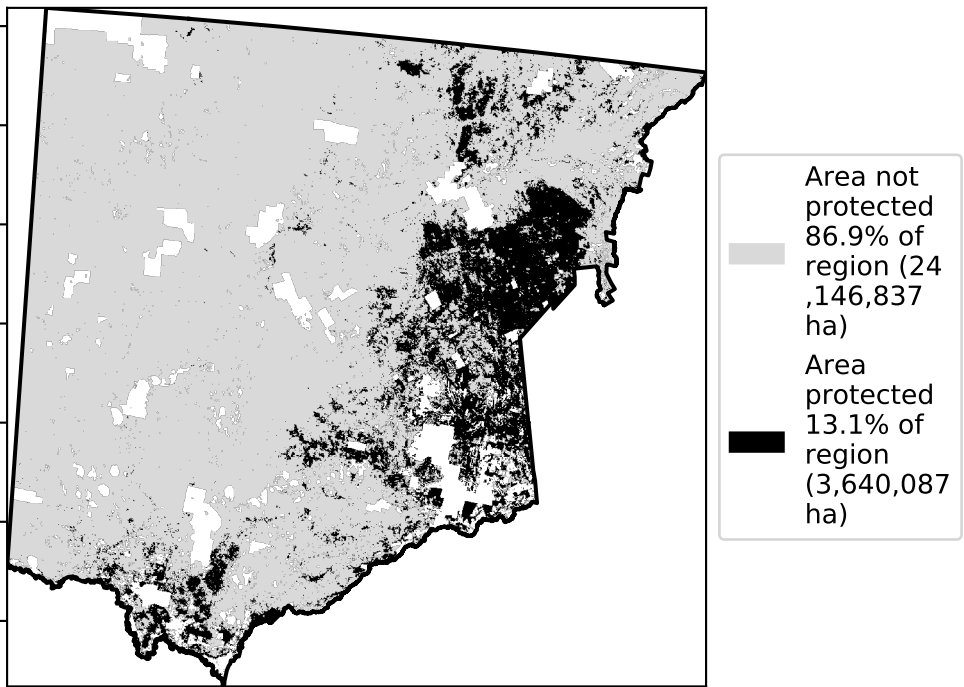 Area not
protected
86.9% of
region (24
,146,837
ha)
Area
protected
13.1% of
region
(3,640,087
ha)